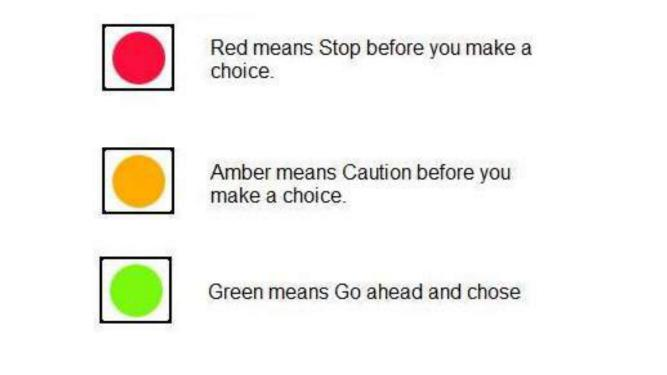 Red means Stop before you make a
choice.
Amber means Caution before you
make a choice.
Green means Go ahead and chose